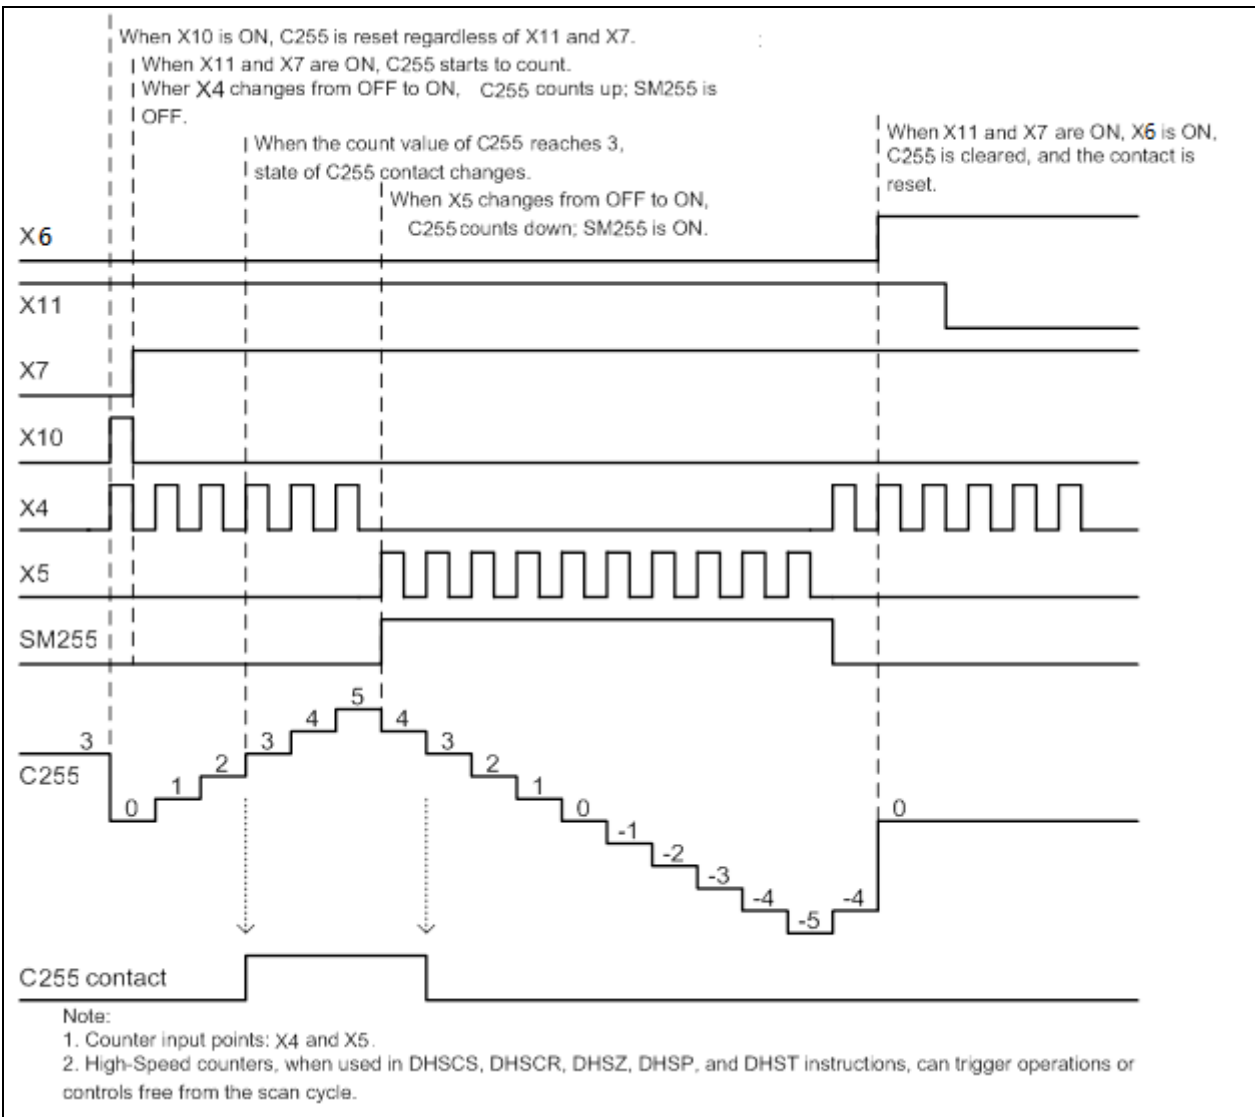 When X10 is ON, C255 is reset regardless of X11 and X7.
When X11 and X7 are ON, C255 starts to count.
Wher X4 changes from OFF to ON, C255 counts up; SM255 is
OFF.
When the count value of C255 reaches 3,
state of C255 contact changes.
When X5 changes from OFF to ON,
C255 counts down; SM255 is ON.
When X11 and X7 are ON, X6 is ON,
C255 is cleared, and the contact is
reset.
X6
X11
X7
X10
X4
X5
SM255
C255
3
0
1
2
3
4
5
4
3
2
1
0
-1
-2
-3
-4
-5
-4
0
C255 contact
Note:
1. Counter input points: X4 and X5.
2. High-Speed counters, when used in DHSCS, DHSCR, DHSZ, DHSP, and DHST instructions, can trigger operations or
controls free from the scan cycle.